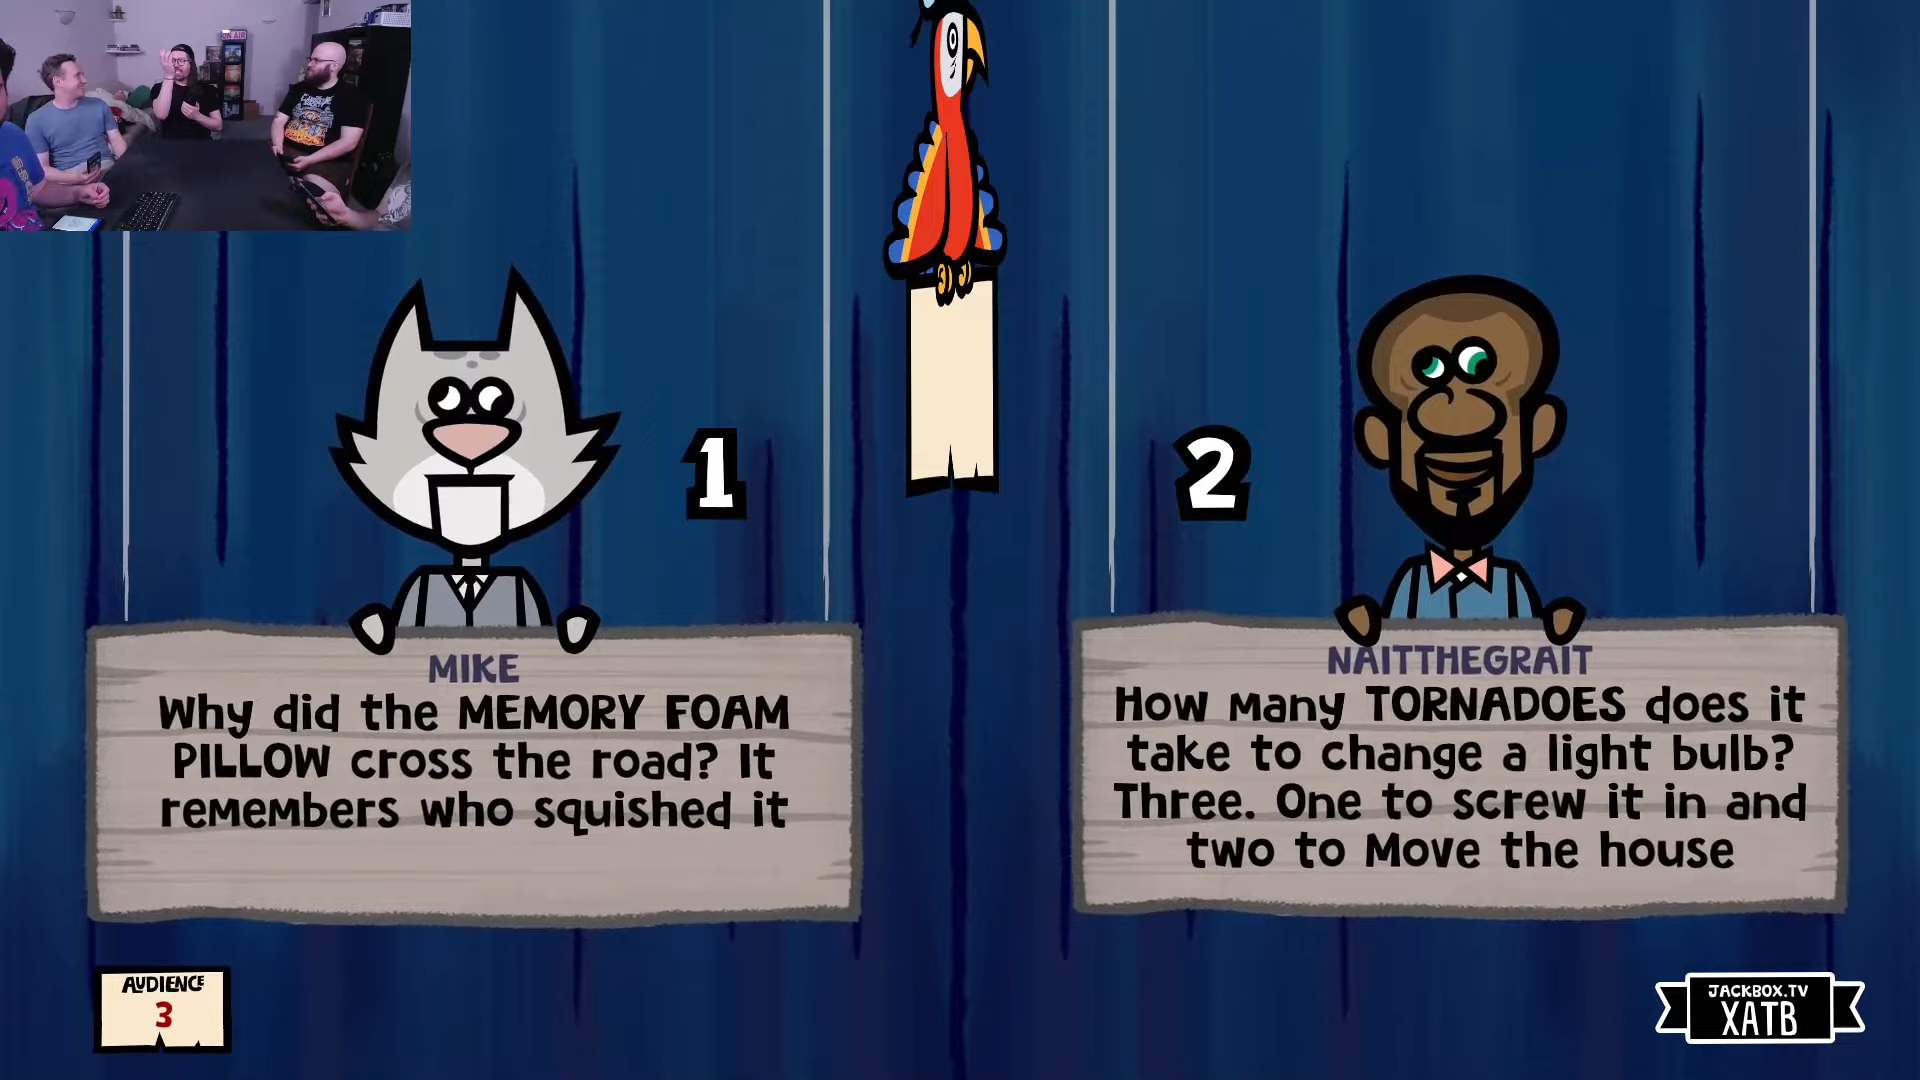 ON AIR
1
2
MIKE
Why did the MEMORY FOAM
PILLOW cross the road? It
remembers who squished it
NAITTHEGRAIT
How many TORNADOES does it
take to change a light bulb?
Three. One to screw it in and
two to move the house
AUDIENCE
3
JACKBOX.TV
XATB